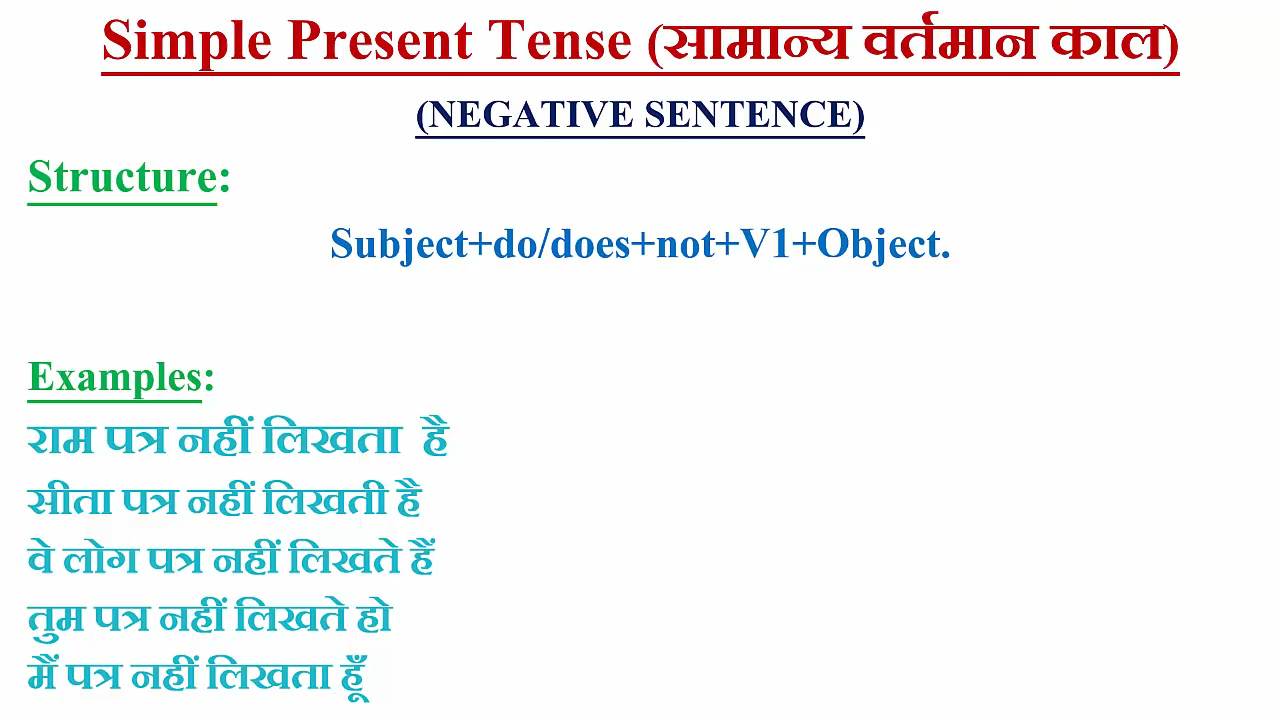 Simple Present Tense (सामान्य वर्तमान काल)
(NEGATIVE SENTENCE)
Structure:
Subject+do/does+not+V1+Object.
Examples:
राम पत्र नहीं लिखता है
सीता पत्र नहीं लिखती है
वे लोग पत्र नहीं लिखते हैं
तुम पत्र नहीं लिखते हो
मैं पत्र नहीं लिखता हूँ